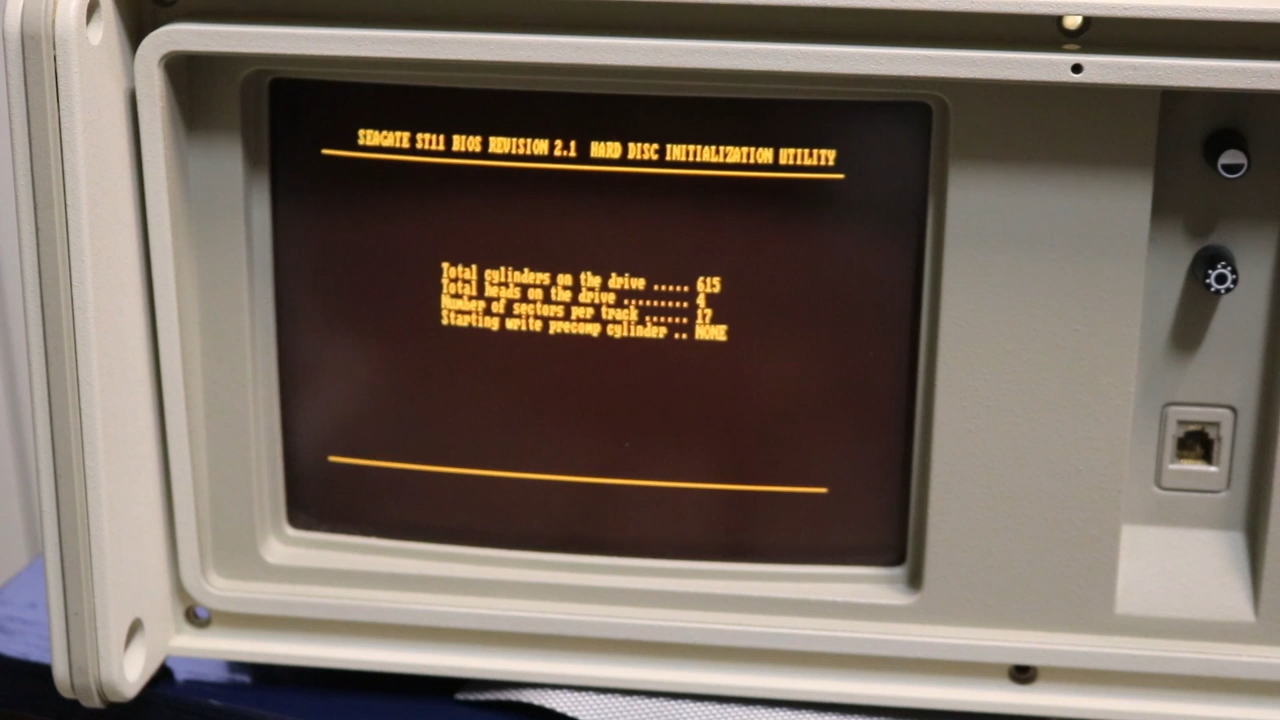 SEAGATE ST11 BIOS REVISION 2.1 HARD DISC INITIALIZATION UTILITY
Total cylinders on the drive ..... 615
Total heads on the drive ......... 4
Number of sectors per track ...... 17
Starting write precomp cylinder .. NONE